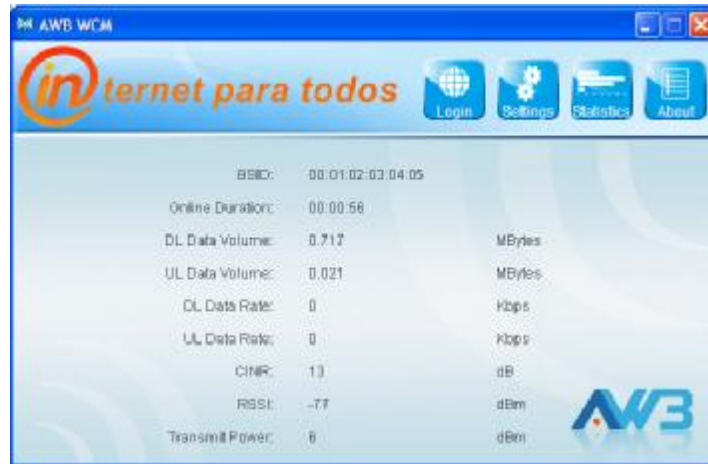 AWB WCM
internet para todos
Login Settings Statistics About
BSID: 00:01:02:03:04:05
Online Duration: 00:00:56
DL Data Volume: 0.717 MBytes
UL Data Volume: 0.021 MBytes
DL Data Rate: 0 Kbps
UL Data Rate: 0 Kbps
CINR: 13 dB
RSSI: -77 dBm
Transmit Power: dBm
AWB